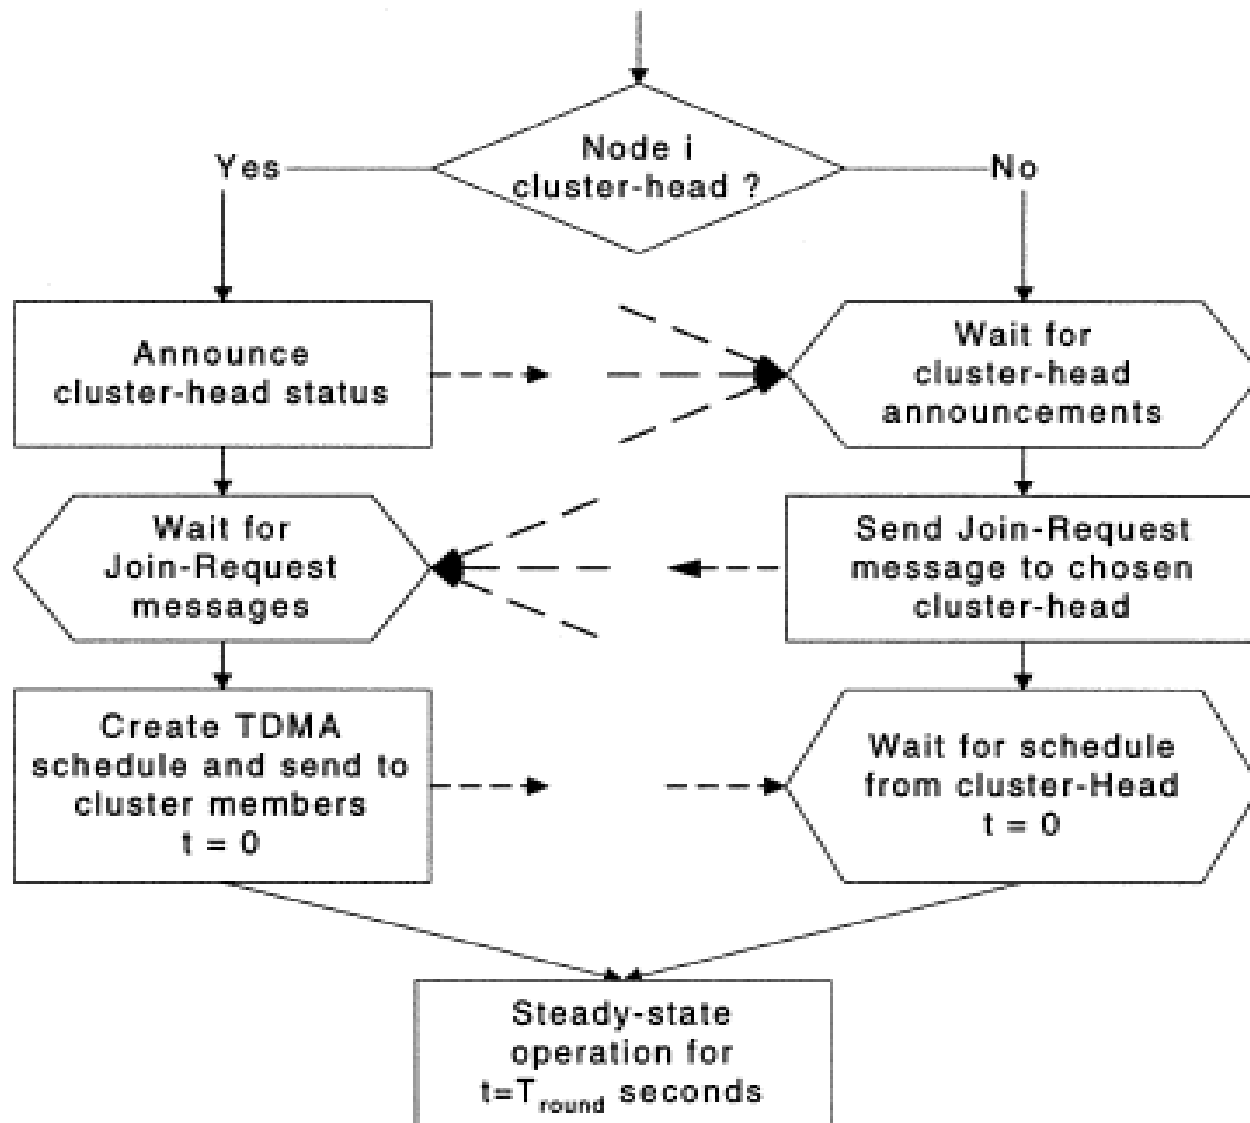 Node i
cluster-head ?
Yes
No
Announce
cluster-head status
Wait for
cluster-head
announcements
Wait for
Join-Request
messages
Send Join-Request
message to chosen
cluster-head
Create TDMA
schedule and send to
cluster members
t = 0
Wait for schedule
from cluster-Head
t = 0
Steady-state
operation for
t=Tround seconds